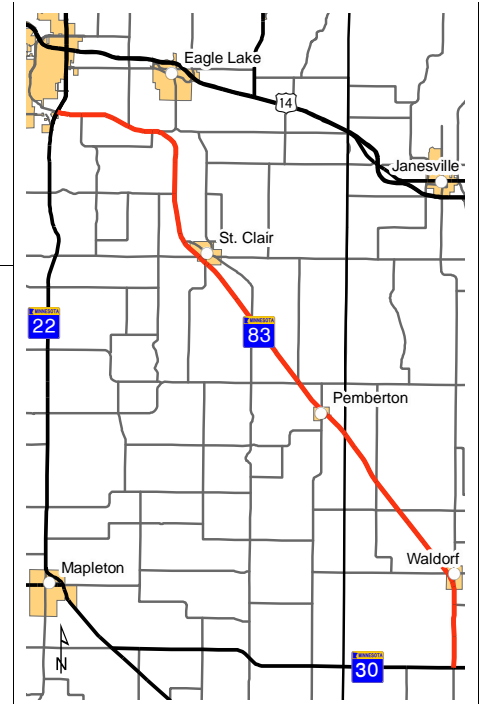 Eagle Lake
14
Janesville
St. Clair
MINNESOTA
22
MINNESOTA
83
Pemberton
Waldorf
Mapleton
N
MINNESOTA
30